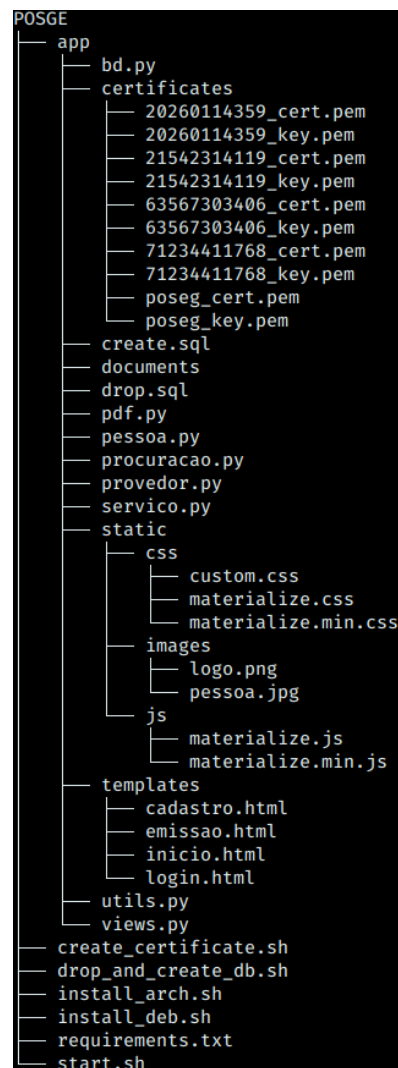 POSGE
├── app
│   ├── bd.py
│   ├── certificates
│   │   ├── 20260114359_cert.pem
│   │   ├── 20260114359_key.pem
│   │   ├── 21542314119_cert.pem
│   │   ├── 21542314119_key.pem
│   │   ├── 63567303406_cert.pem
│   │   ├── 63567303406_key.pem
│   │   ├── 71234411768_cert.pem
│   │   ├── 71234411768_key.pem
│   │   ├── poseg_cert.pem
│   │   └── poseg_key.pem
│   ├── create.sql
│   ├── documents
│   ├── drop.sql
│   ├── pdf.py
│   ├── pessoa.py
│   ├── procuracao.py
│   ├── provedor.py
│   ├── servico.py
│   ├── static
│   │   ├── css
│   │   │   ├── custom.css
│   │   │   ├── materialize.css
│   │   │   └── materialize.min.css
│   │   ├── images
│   │   │   ├── logo.png
│   │   │   └── pessoa.jpg
│   │   └── js
│   │       ├── materialize.js
│   │       └── materialize.min.js
│   ├── templates
│   │   ├── cadastro.html
│   │   ├── emissao.html
│   │   ├── inicio.html
│   │   └── login.html
│   ├── utils.py
│   └── views.py
├── create_certificate.sh
├── drop_and_create_db.sh
├── install_arch.sh
├── install_deb.sh
├── requirements.txt
└── start.sh